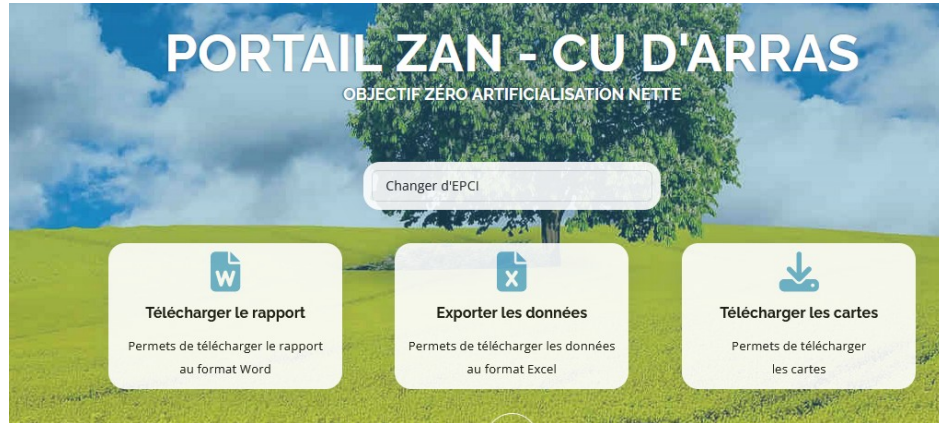 PORTAIL ZAN - CU D'ARRAS
OBJECTIF ZÉRO ARTIFICIALISATION NETTE
Changer d'EPCI
W
Télécharger le rapport
Permets de télécharger le rapport
au format Word
X
Exporter les données
Permets de télécharger les données
au format Excel
Télécharger les cartes
Permets de télécharger
les cartes